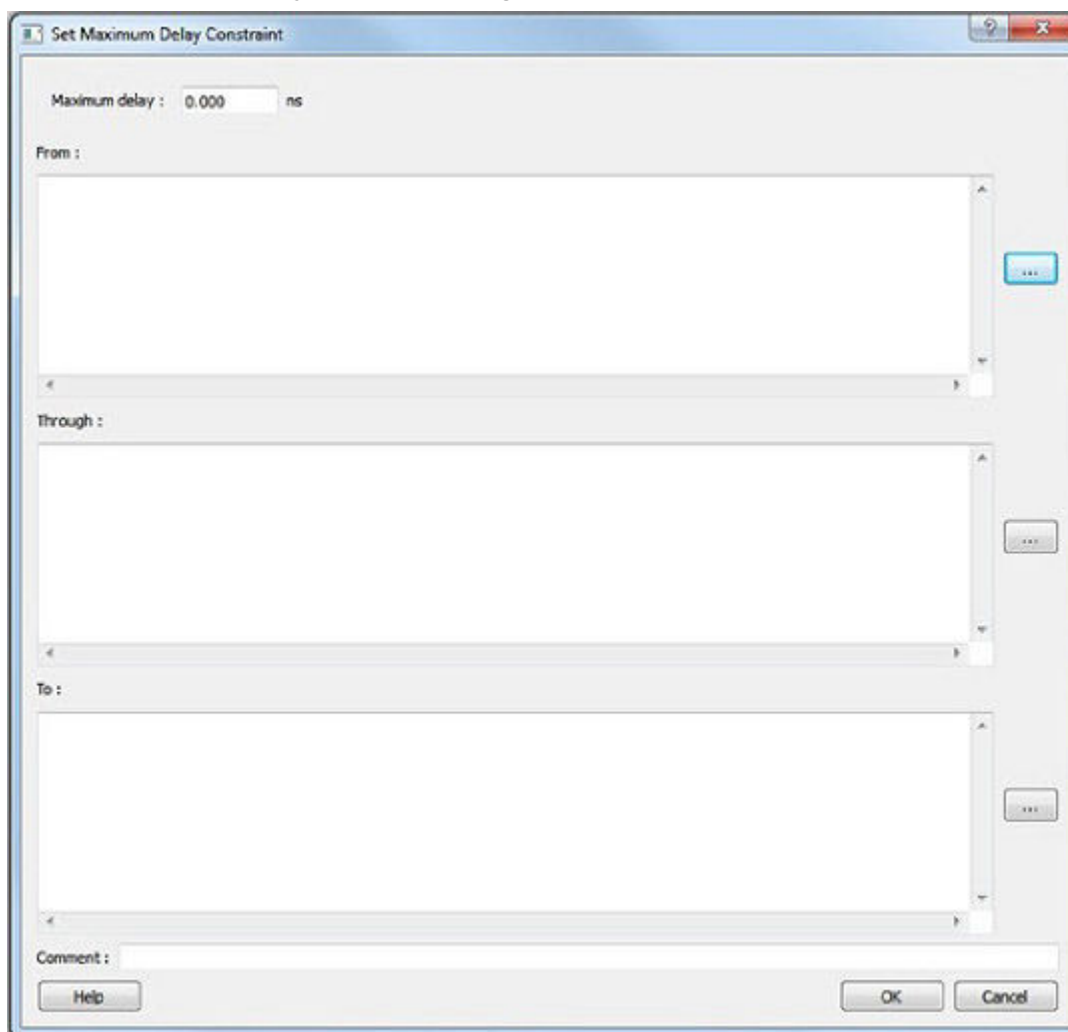 Set Maximum Delay Constraint
Maximum delay : 0.000 ns
From :
...
Through :
...
To :
...
Comment :
Help OK Cancel